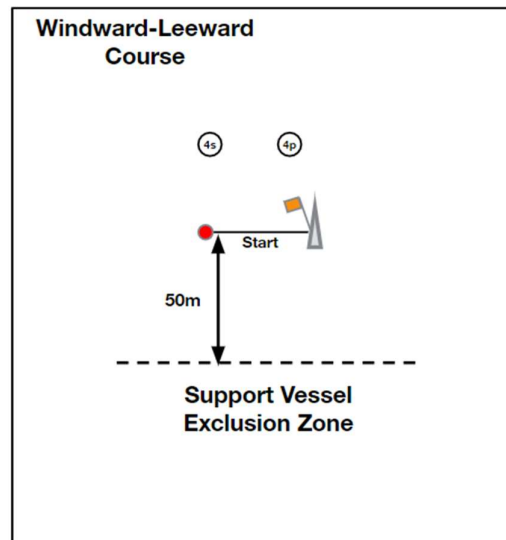 Windward-Leeward
Course
4s
4p
Start
50m
Support Vessel
Exclusion Zone